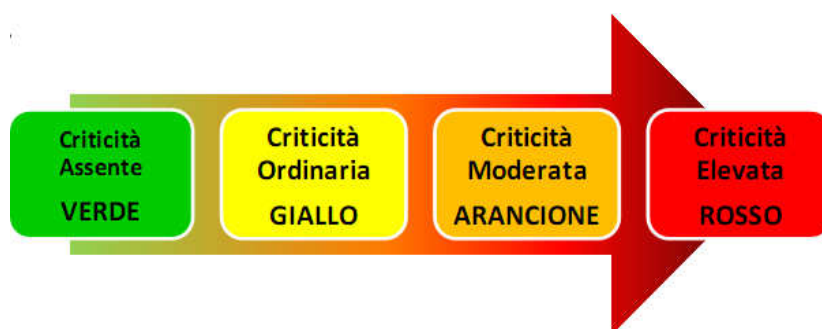 Criticità
Assente
VERDE
Criticità
Ordinaria
GIALLO
Criticità
Moderata
ARANCIONE
Criticità
Elevata
ROSSO